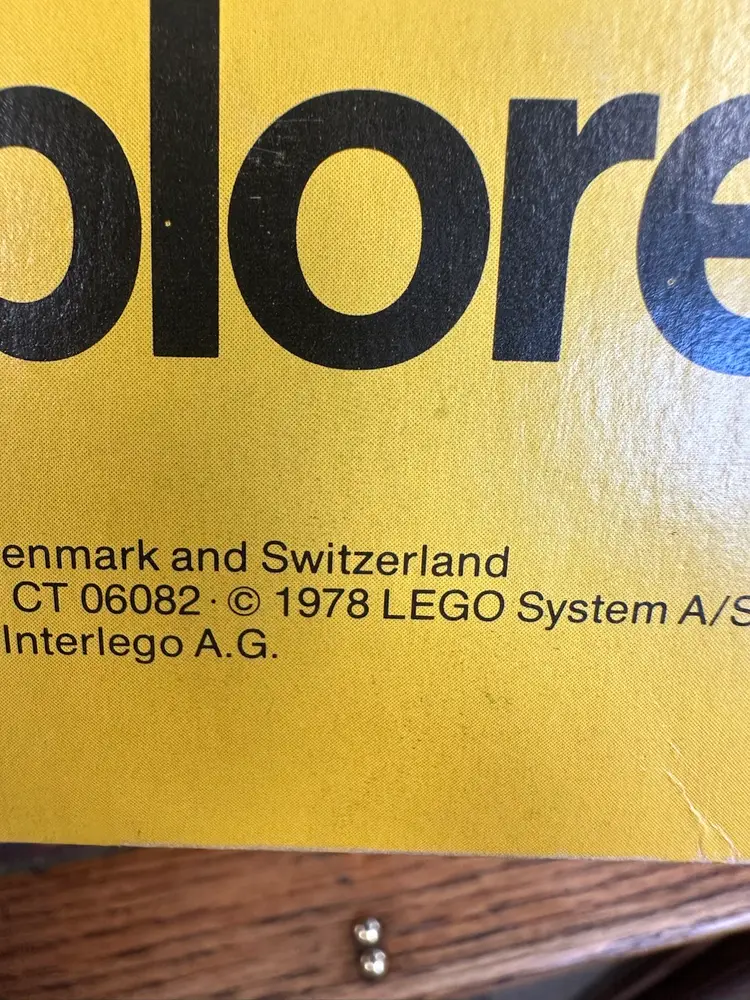 plore
enmark and Switzerland
CT 06082 · © 1978 LEGO System A/S
Interlego A.G.